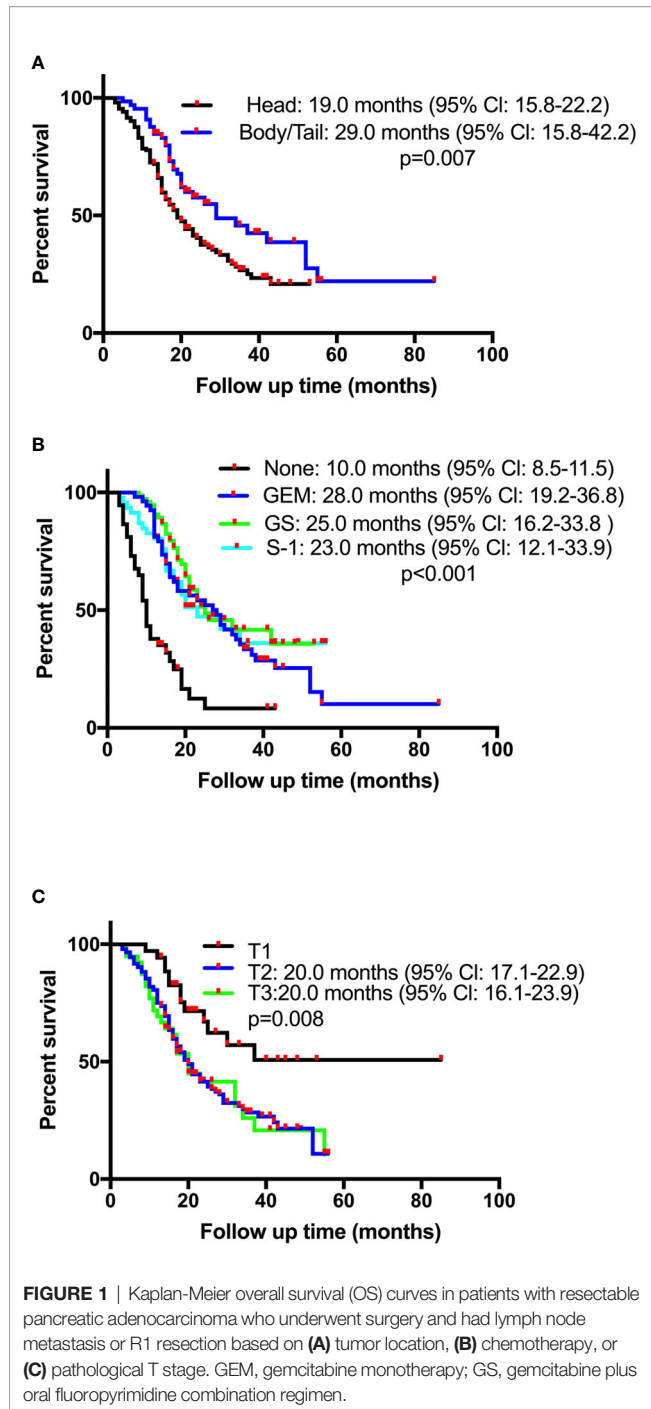 A
100
50
0
Percent survival
Head: 19.0 months (95% CI: 15.8-22.2)
Body/Tail: 29.0 months (95% CI: 15.8-42.2)
p=0.007
0 20 40 60 80 100
Follow up time (months)
B
100
50
0
Percent survival
None: 10.0 months (95% CI: 8.5-11.5)
GEM: 28.0 months (95% CI: 19.2-36.8)
GS: 25.0 months (95% CI: 16.2-33.8 )
S-1: 23.0 months (95% CI: 12.1-33.9)
p<0.001
0 20 40 60 80 100
Follow up time (months)
C
100
50
0
Percent survival
T1
T2: 20.0 months (95% CI: 17.1-22.9)
T3:20.0 months (95% CI: 16.1-23.9)
p=0.008
0 20 40 60 80 100
Follow up time (months)
FIGURE 1 | Kaplan-Meier overall survival (OS) curves in patients with resectable
pancreatic adenocarcinoma who underwent surgery and had lymph node
metastasis or R1 resection based on (A) tumor location, (B) chemotherapy, or
(C) pathological T stage. GEM, gemcitabine monotherapy; GS, gemcitabine plus
oral fluoropyrimidine combination regimen.